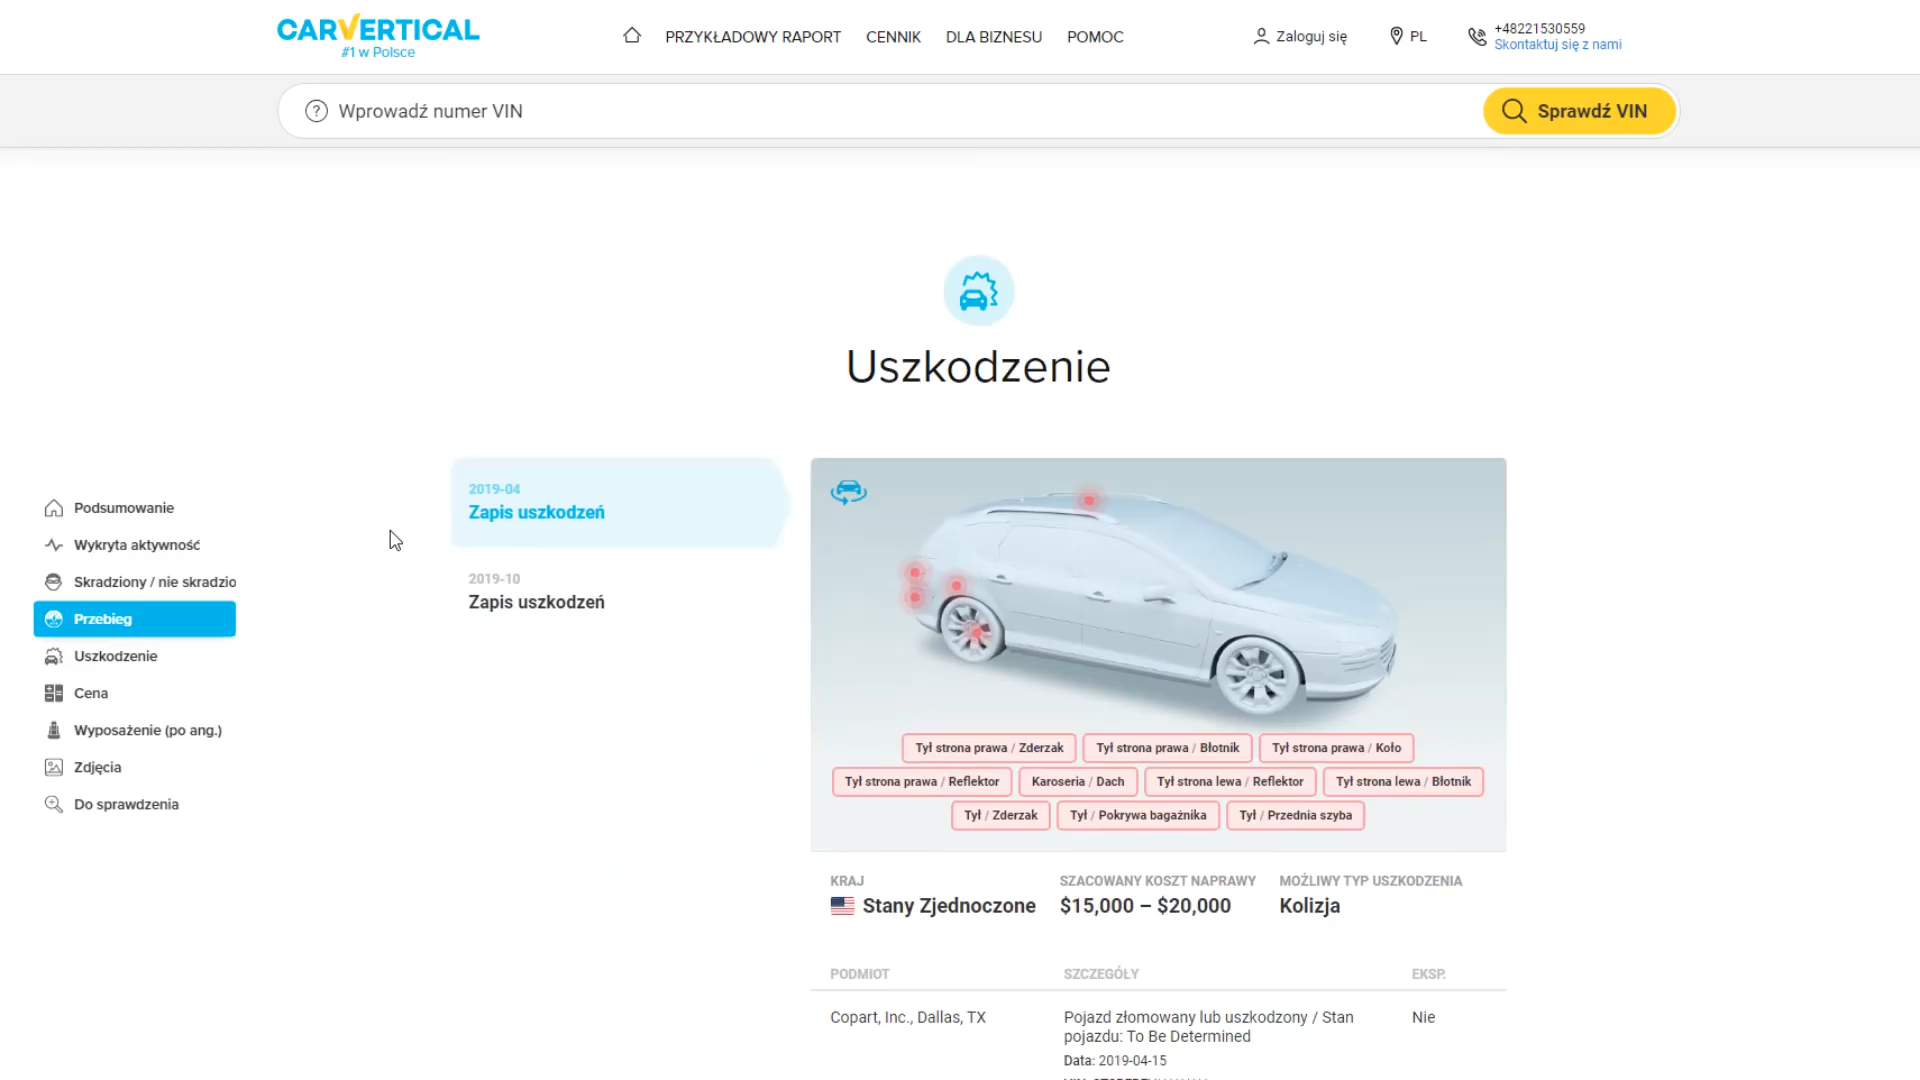 CARVERTICAL
#1 w Polsce
PRZYKŁADOWY RAPORT
CENNIK
DLA BIZNESU
POMOC
Zaloguj się
PL
+48221530559
Skontaktuj się z nami
Wprowadź numer VIN
Sprawdź VIN
Uszkodzenie
Podsumowanie
Wykryta aktywność
Skradziony / nie skradzio
Przebieg
Uszkodzenie
Cena
Wyposażenie (po ang.)
Zdjęcia
Do sprawdzenia
2019-04
Zapis uszkodzeń
2019-10
Zapis uszkodzeń
Tył strona prawa / Zderzak
Tył strona prawa / Błotnik
Tył strona prawa / Koło
Tył strona prawa / Reflektor
Karoseria / Dach
Tył strona lewa / Reflektor
Tył strona lewa / Błotnik
Tył / Zderzak
Tył / Pokrywa bagażnika
Tył / Przednia szyba
KRAJ
Stany Zjednoczone
SZACOWANY KOSZT NAPRAWY
$15,000 – $20,000
MOŻLIWY TYP USZKODZENIA
Kolizja
PODMIOT
SZCZEGÓŁY
EKSP.
Copart, Inc., Dallas, TX
Pojazd złomowany lub uszkodzony / Stan
pojazdu: To Be Determined
Data: 2019-04-15
Nie